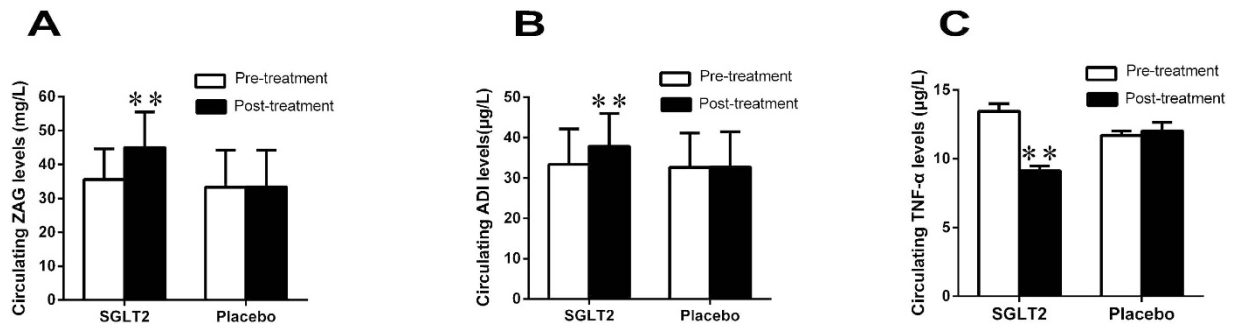 A
Circulating ZAG levels (mg/L)
Pre-treatment
Post-treatment
60
50
40
30
20
10
0
**
SGLT2
Placebo
B
Circulating ADI levels(μg/L)
Pre-treatment
Post-treatment
50
40
30
20
10
0
**
SGLT2
Placebo
C
Circulating TNF-α levels (μg/L)
Pre-treatment
Post-treatment
15
10
5
0
**
SGLT2
Placebo